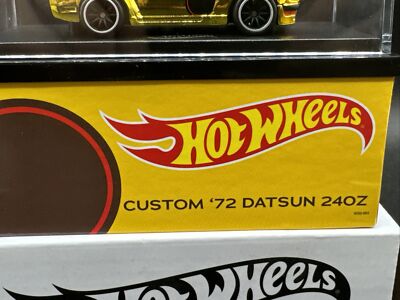 HOT WHEELS
CUSTOM '72 DATSUN 240Z
HOT WHEELS